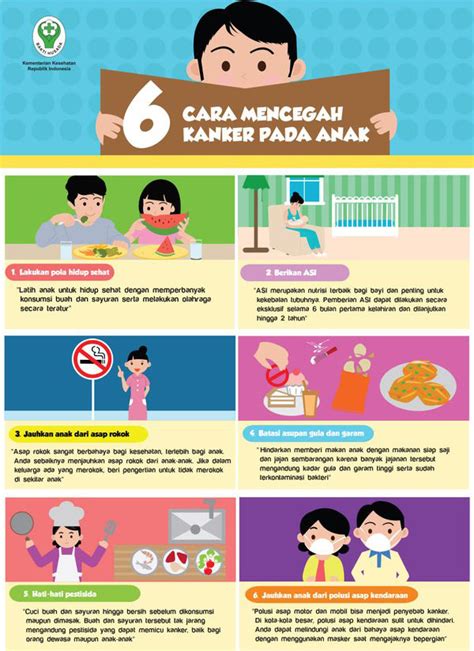 BAKTI HUSADA
Kementerian Kesehatan
Republik Indonesia
6 CARA MENCEGAH
KANKER PADA ANAK
1. Lakukan pola hidup sehat
"Latih anak untuk hidup sehat dengan memperbanyak
konsumsi buah dan sayuran serta melakukan olahraga
secara teratur"
2. Berikan ASI
"ASI merupakan nutrisi terbaik bagi bayi dan penting untuk
kekebalan tubuhnya. Pemberian ASI dapat dilakukan secara
eksklusif selama 6 bulan pertama kelahiran dan dilanjutkan
hingga 2 tahun"
3. Jauhkan anak dari asap rokok
"Asap rokok sangat berbahaya bagi kesehatan, terlebih bagi anak.
Anda sebaiknya menjauhkan asap rokok dari anak-anak. Jika dalam
keluarga ada yang merokok, beri pengertian untuk tidak merokok
di sekitar anak"
4. Batasi asupan gula dan garam
"Hindarkan memberi makan anak dengan makanan siap saji
dan jajan sembarangan karena banyak jajanan tersebut
mengandung kadar gula dan garam tinggi serta sudah
terkontaminasi bakteri"
5. Hati-hati pestisida
"Cuci buah dan sayuran hingga bersih sebelum dikonsumsi
maupun dimasak. Buah dan sayuran tersebut tak jarang
mengandung pestisida yang dapat memicu kanker, baik bagi
orang dewasa maupun anak-anak"
6. Jauhkan anak dari polusi asap kendaraan
"Polusi asap motor dan mobil bisa menjadi penyebab kanker.
Di kota-kota besar, polusi udara tersebut sulit untuk dihindari.
Anda dapat melindungi anak dari bahaya asap kendaraan
dengan menggunakan masker saat mengajaknya bepergian"